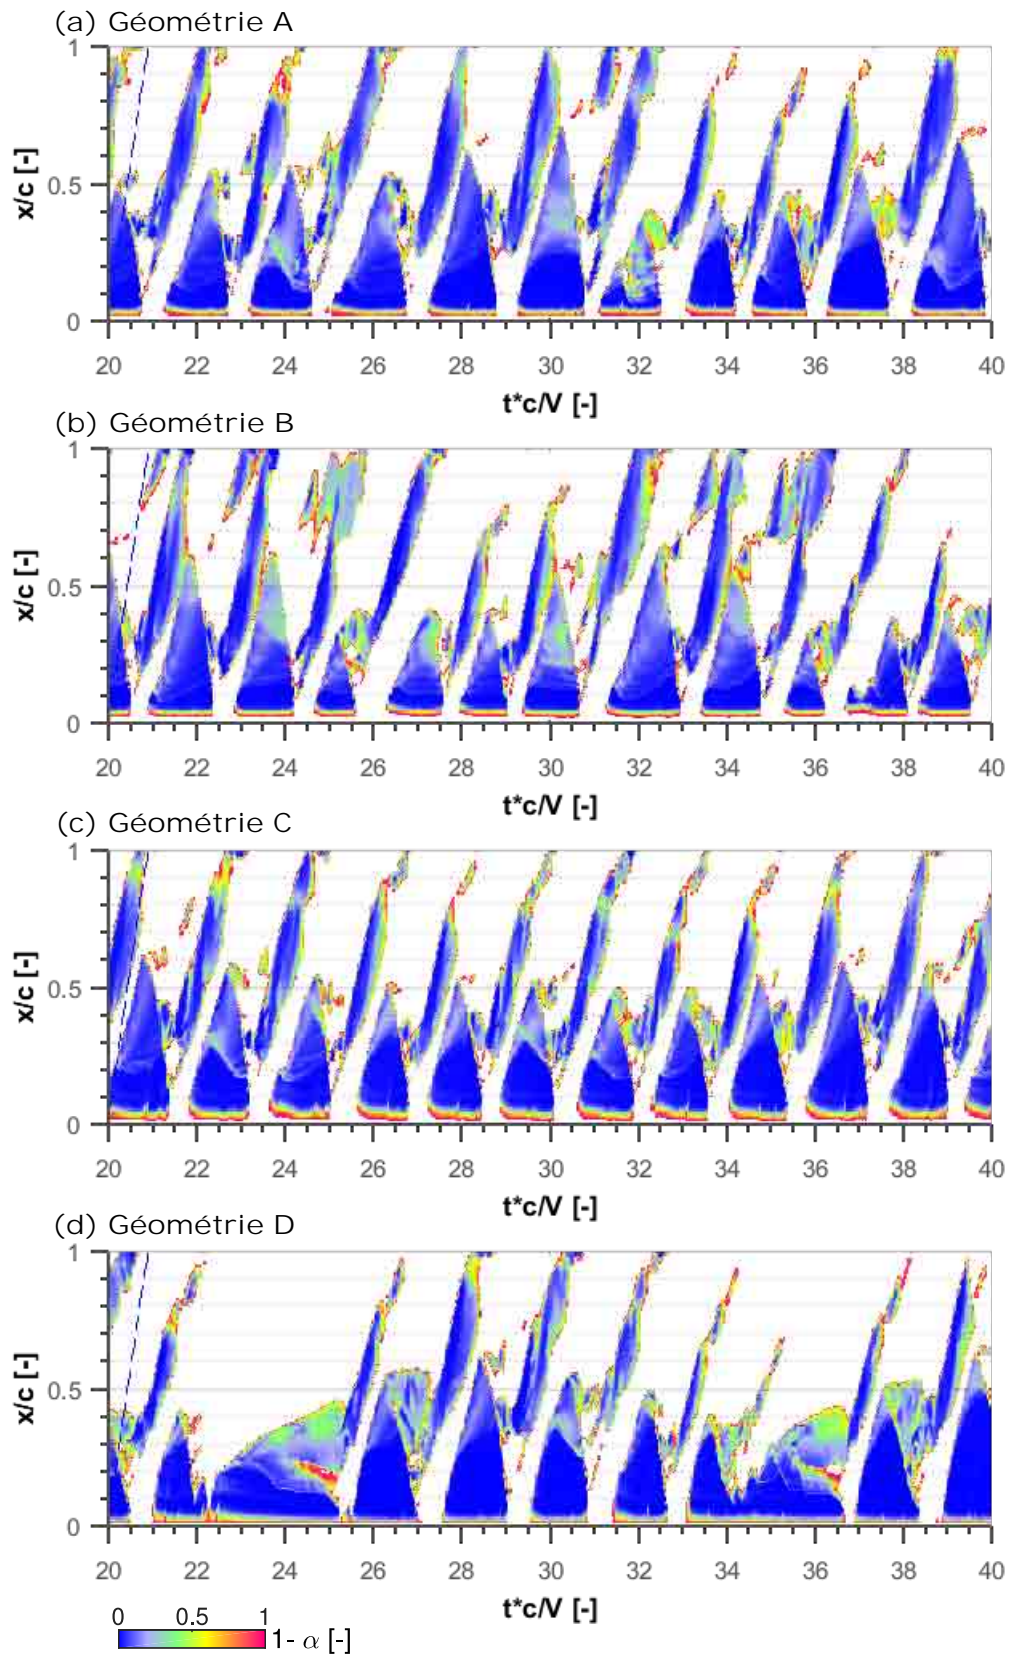 (a) Géométrie A
1
0.5
0
x/c [-]
20 22 24 26 28 30 32 34 36 38 40
t*c/V [-]
(b) Géométrie B
1
0.5
0
x/c [-]
20 22 24 26 28 30 32 34 36 38 40
t*c/V [-]
(c) Géométrie C
1
0.5
0
x/c [-]
20 22 24 26 28 30 32 34 36 38 40
t*c/V [-]
(d) Géométrie D
1
0.5
0
x/c [-]
20 22 24 26 28 30 32 34 36 38 40
t*c/V [-]
0 0.5 1
1- α [-]